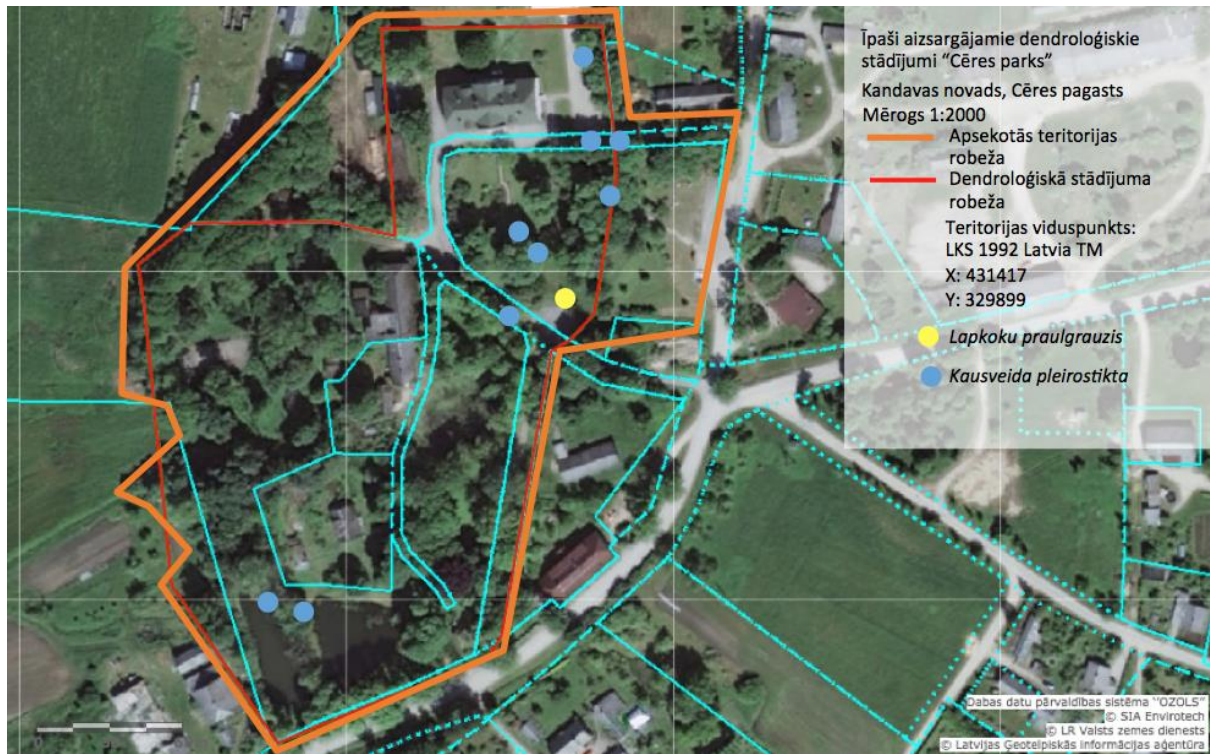 Īpaši aizsargājamie dendroloģiskie
stādījumi "Cēres parks"
Kandavas novads, Cēres pagasts
Mērogs 1:2000
Apsekotās teritorijas
robeža
Dendroloģiskā stādījuma
robeža
Teritorijas viduspunkts:
LKS 1992 Latvia TM
X: 431417
Y: 329899
Lapkoku praulgrauzis
Kausveida pleirostikta
Dabas datu pārvaldības sistēma "OZOLS"
© SIA Envirotech
© LR Valsts zemes dienests
© Latvijas Ģeotelpiskās informācijas aģentūra